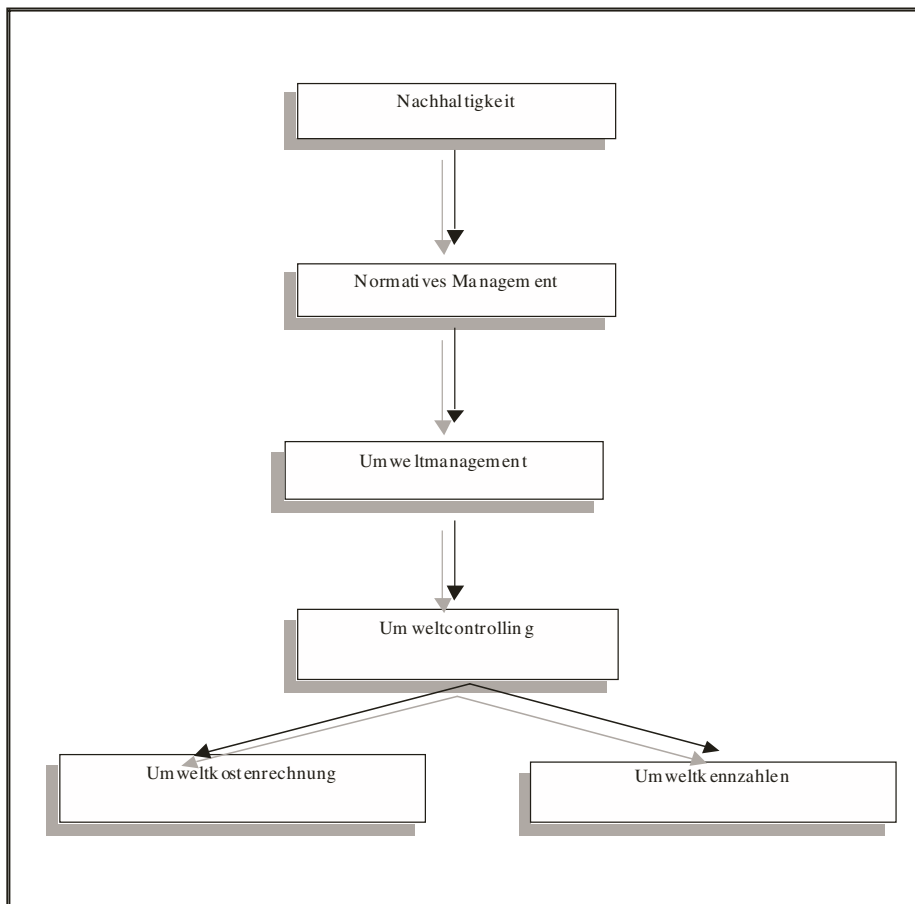 Nachhaltigkeit
Normatives Management
Umweltmanagement
Umweltcontrolling
Umweltkostenrechnung
Umweltkennzahlen